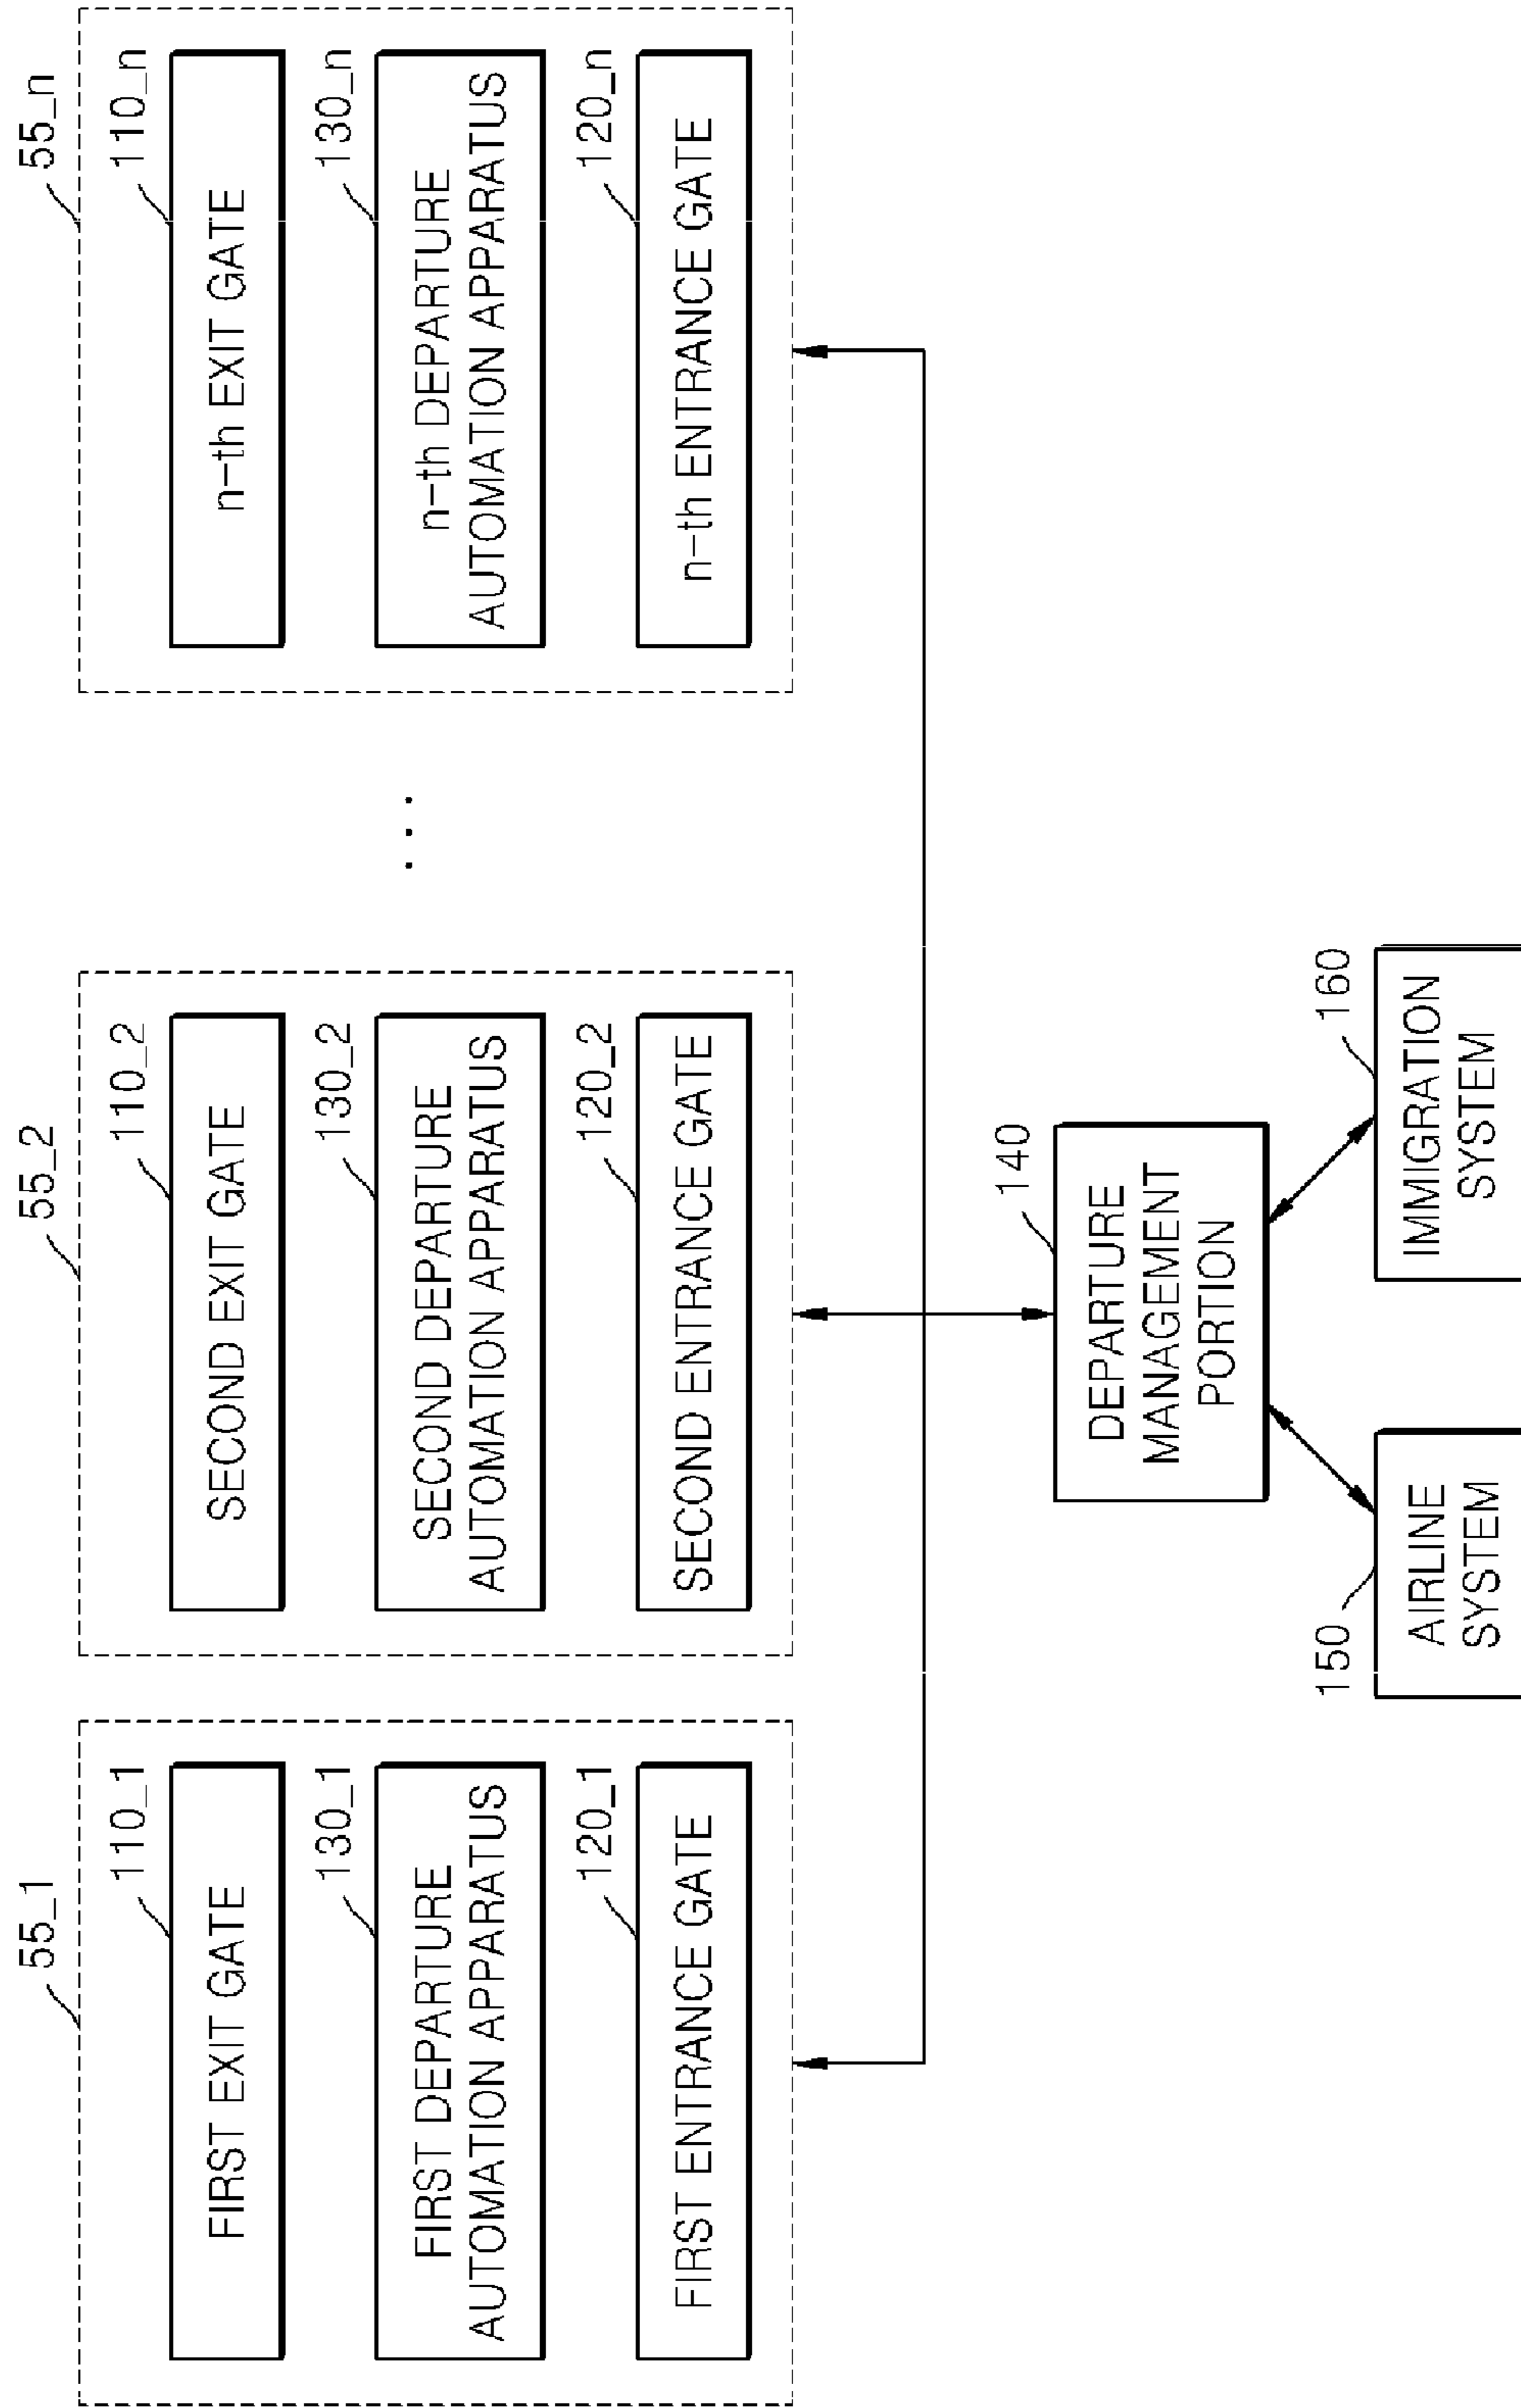 55_1
110_1
FIRST EXIT GATE
130_1
FIRST DEPARTURE
AUTOMATION APPARATUS
120_1
FIRST ENTRANCE GATE
55_2
110_2
SECOND EXIT GATE
130_2
SECOND DEPARTURE
AUTOMATION APPARATUS
120_2
SECOND ENTRANCE GATE
...
55_n
110_n
n-th EXIT GATE
130_n
n-th DEPARTURE
AUTOMATION APPARATUS
120_n
n-th ENTRANCE GATE
140
DEPARTURE
MANAGEMENT
PORTION
150
AIRLINE
SYSTEM
160
IMMIGRATION
SYSTEM